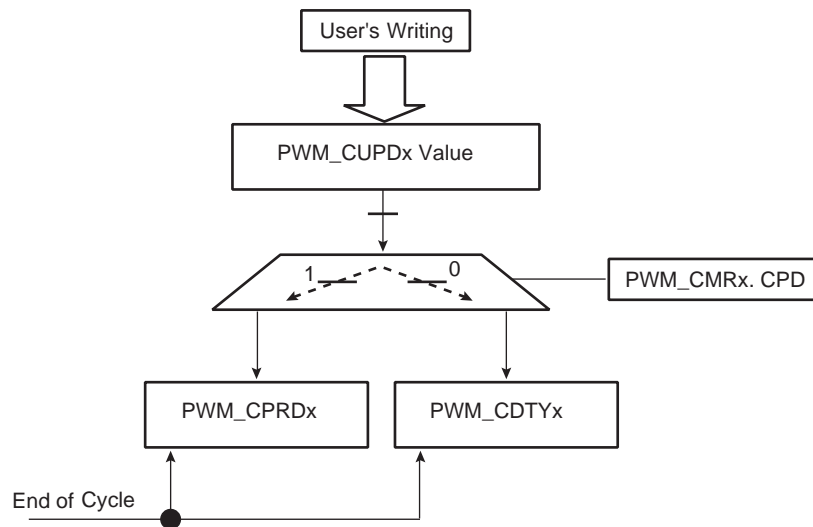 User's Writing
PWM_CUPDx Value
1
0
PWM_CMRx. CPD
PWM_CPRDx
PWM_CDTYx
End of Cycle